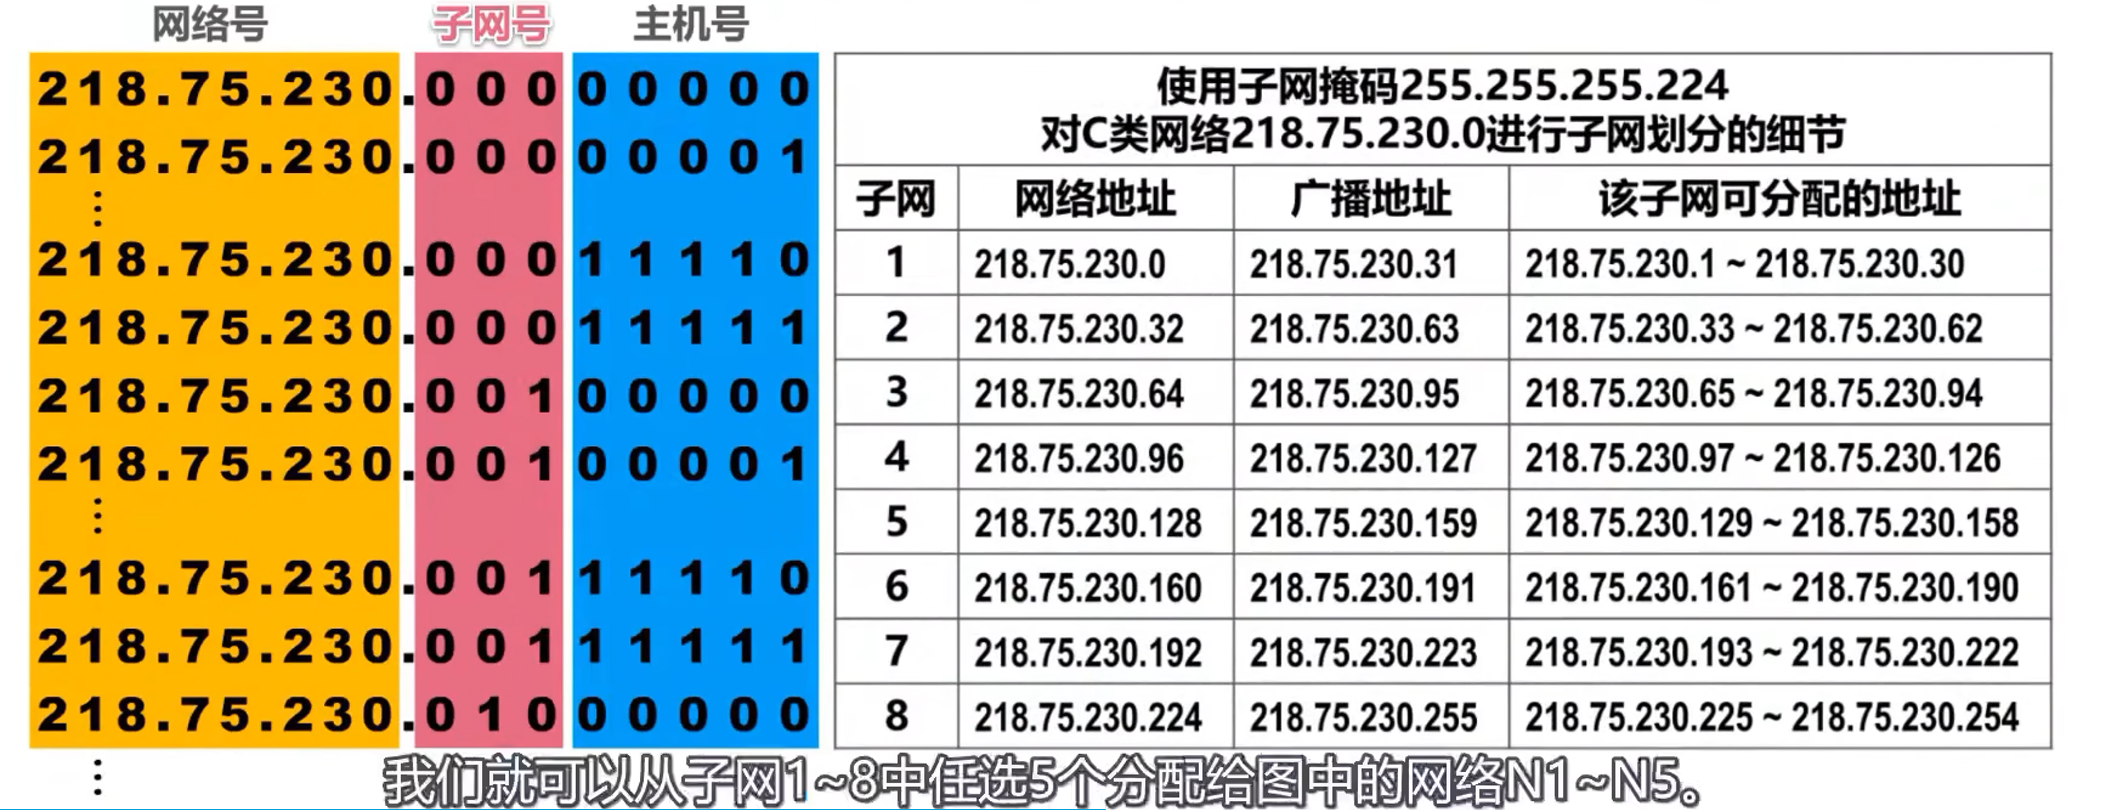 网络号 子网号 主机号
218.75.230.000 00000
218.75.230.000 00001
⋮
218.75.230.000 11110
218.75.230.000 11111
218.75.230.001 00000
218.75.230.001 00001
⋮
218.75.230.001 11110
218.75.230.001 11111
218.75.230.010 00000
⋮
使用子网掩码255.255.255.224
对C类网络218.75.230.0进行子网划分的细节
子网 网络地址 广播地址 该子网可分配的地址
1 218.75.230.0 218.75.230.31 218.75.230.1 ~ 218.75.230.30
2 218.75.230.32 218.75.230.63 218.75.230.33 ~ 218.75.230.62
3 218.75.230.64 218.75.230.95 218.75.230.65 ~ 218.75.230.94
4 218.75.230.96 218.75.230.127 218.75.230.97 ~ 218.75.230.126
5 218.75.230.128 218.75.230.159 218.75.230.129 ~ 218.75.230.158
6 218.75.230.160 218.75.230.191 218.75.230.161 ~ 218.75.230.190
7 218.75.230.192 218.75.230.223 218.75.230.193 ~ 218.75.230.222
8 218.75.230.224 218.75.230.255 218.75.230.225 ~ 218.75.230.254
我们就可以从子网1~8中任选5个分配给图中的网络N1~N5。